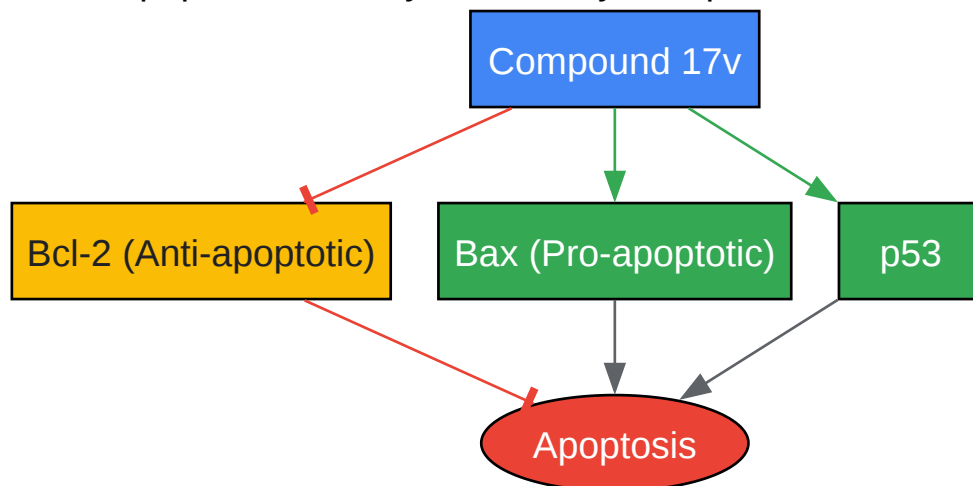 Compound 17v
Bcl-2 (Anti-apoptotic)
Bax (Pro-apoptotic)
p53
Apoptosis